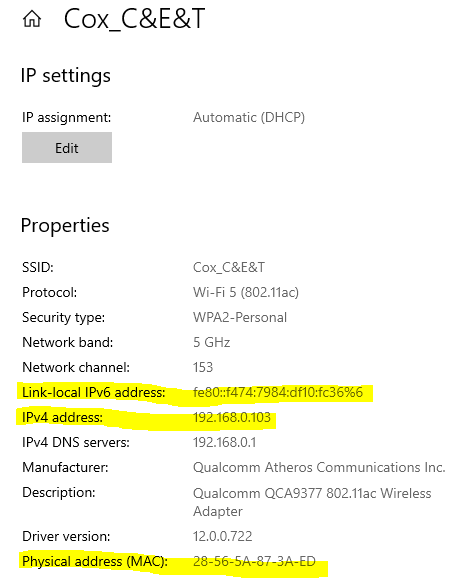 Cox_C&E&T
IP settings
IP assignment: Automatic (DHCP)
Edit
Properties
SSID: Cox_C&E&T
Protocol: Wi-Fi 5 (802.11ac)
Security type: WPA2-Personal
Network band: 5 GHz
Network channel: 153
Link-local IPv6 address: fe80::f474:7984:df10:fc36%6
IPv4 address: 192.168.0.103
IPv4 DNS servers: 192.168.0.1
Manufacturer: Qualcomm Atheros Communications Inc.
Description: Qualcomm QCA9377 802.11ac Wireless
Adapter
Driver version: 12.0.0.722
Physical address (MAC): 28-56-5A-87-3A-ED